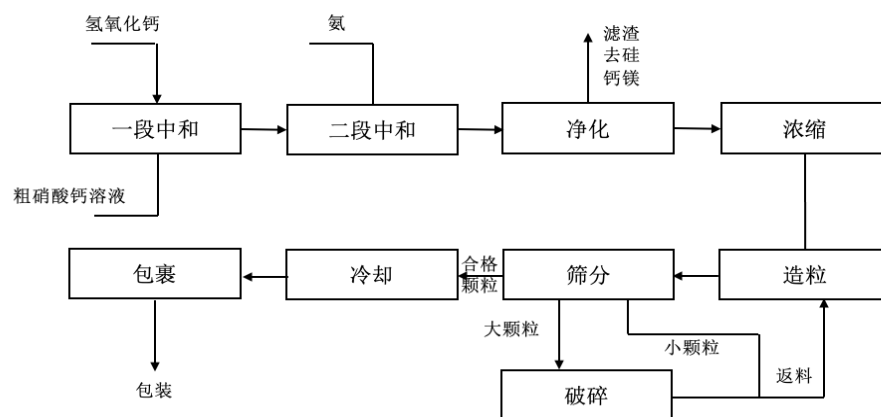 氢氧化钙
氨
滤渣
去硅
钙镁
一段中和
二段中和
净化
浓缩
粗硝酸钙溶液
包裹
冷却
合格
颗粒
筛分
造粒
大颗粒
小颗粒
返料
包装
破碎